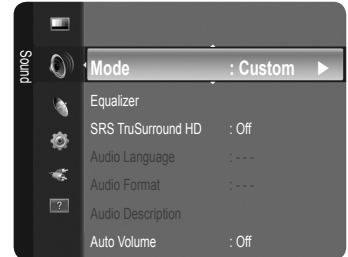 Sound
Mode : Custom ►
Equalizer
SRS TruSurround HD : Off
Audio Language : - - -
Audio Format : - - -
Audio Description
Auto Volume : Off
?